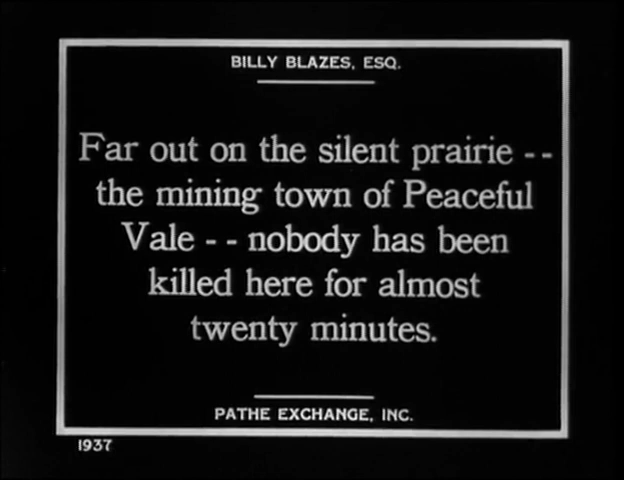 BILLY BLAZES, ESQ.
Far out on the silent prairie --
the mining town of Peaceful
Vale -- nobody has been
killed here for almost
twenty minutes.
PATHE EXCHANGE, INC.
1937